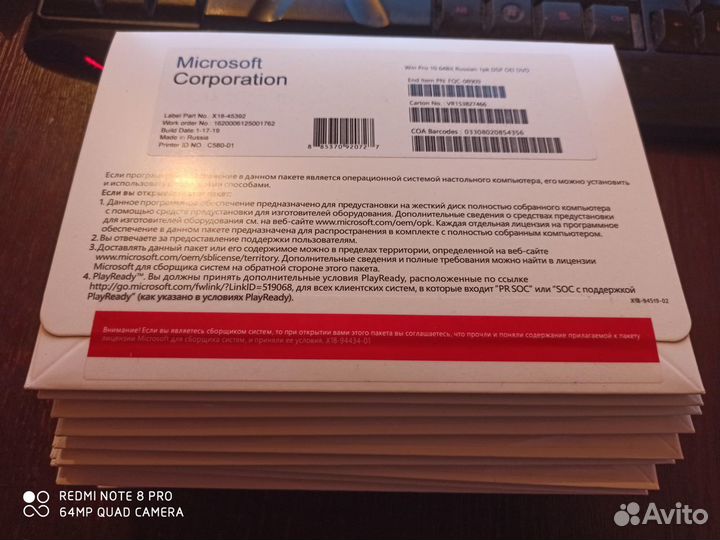 Microsoft
Corporation
Win Pro 10 64Bit Russian 1pk DSP OEI DVD
End Item PN: FQC-08909
Carton No.: VR153827466
COA Barcodes : 03308020854356
Label Part No. X18-45392
Work order No.: 1620006125001762
Build Date: 1-17-19
Made in Russia
Printer ID NO. C580-01
8 85370 92072 7
Если в данном пакете является операционной системой настольного компьютера, его можно установить
и использовать способами.
Если вы пакет:
1. Данное программное обеспечение предназначено для предустановки на жесткий диск полностью собранного компьютера
с помощью средств предустановки для изготовителей оборудования. Дополнительные сведения о средствах предустановки
для изготовителей оборудования см. на веб-сайте www.microsoft.com/oem/opk. Каждая отдельная лицензия на программное
обеспечение в данном пакете предназначена для распространения в комплекте с полностью собранным компьютером.
2. Вы отвечаете за предоставление поддержки пользователям.
3. Доставлять данный пакет или его содержимое можно в пределах территории, определенной на веб-сайте
www.microsoft.com/oem/sblicense/territory. Дополнительные сведения и полные требования можно найти в лицензии
Microsoft для сборщиков систем на обратной стороне этого пакета.
4. PlayReady™. Вы должны принять дополнительные условия PlayReady, расположенные по ссылке
http://go.microsoft.com/fwlink/?LinkID=519068, для всех клиентских систем, в которые входит "PR SOC" или "SOC с поддержкой
PlayReady" (как указано в условиях PlayReady).
X18-94519-02
Внимание! Если вы являетесь сборщиком систем, то при открытии вами этого пакета вы соглашаетесь, что прочли и поняли содержание прилагаемой к пакету
лицензии Microsoft для сборщика систем, и приняли ее условия. X18-94434-01
REDMI NOTE 8 PRO
64MP QUAD CAMERA
Avito